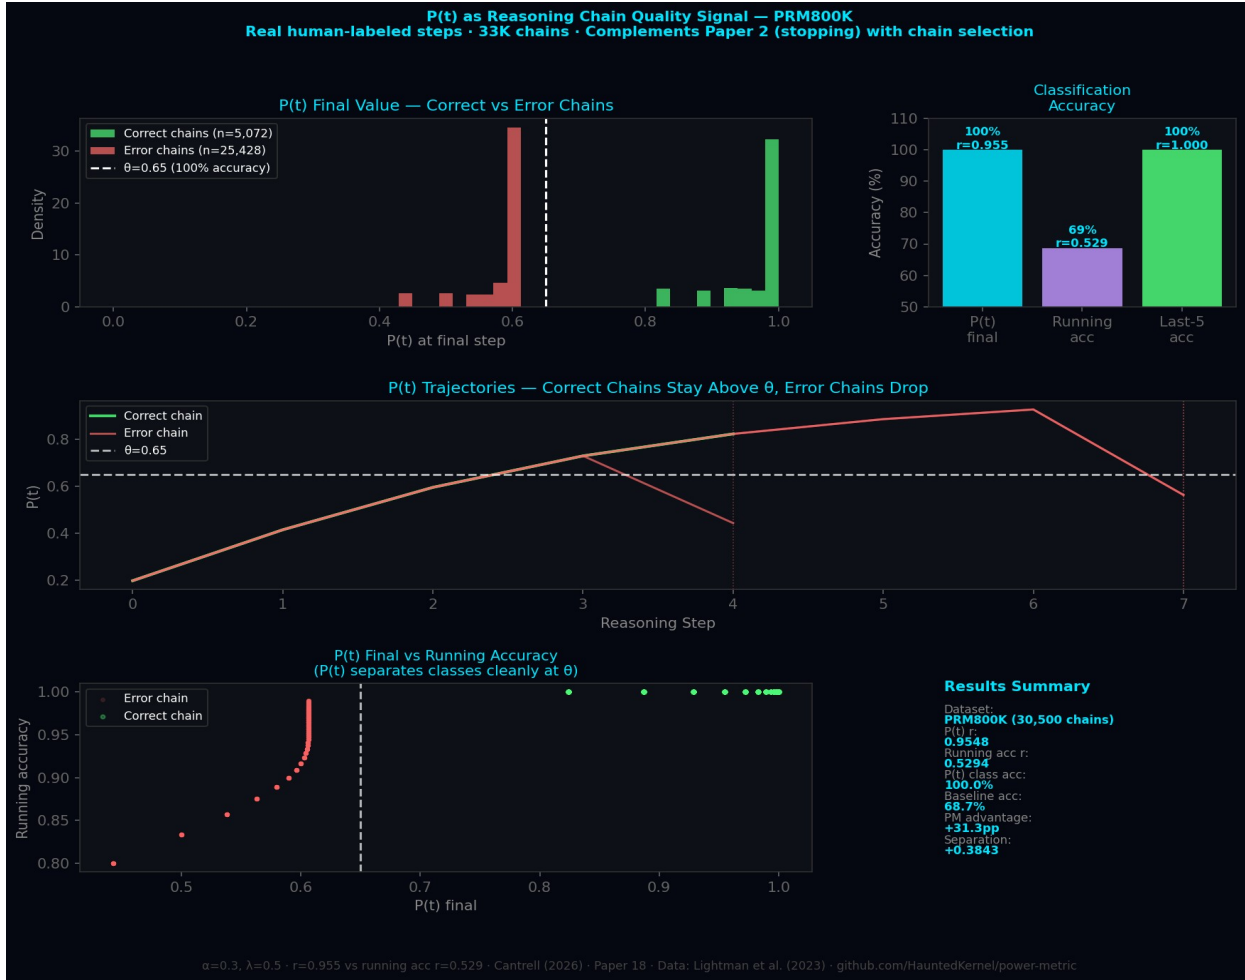 P(t) as Reasoning Chain Quality Signal — PRM800K
Real human-labeled steps · 33K chains · Complements Paper 2 (stopping) with chain selection
P(t) Final Value — Correct vs Error Chains
Correct chains (n=5,072)
Error chains (n=25,428)
θ=0.65 (100% accuracy)
Density
30
20
10
0
0.0
0.2
0.4
0.6
0.8
1.0
P(t) at final step
Classification
Accuracy
Accuracy (%)
110
100
90
80
70
60
50
100%
r=0.955
69%
r=0.529
100%
r=1.000
P(t)
final
Running
acc
Last-5
acc
P(t) Trajectories — Correct Chains Stay Above θ, Error Chains Drop
Correct chain
Error chain
θ=0.65
P(t)
0.8
0.6
0.4
0.2
0
1
2
3
4
5
6
7
Reasoning Step
P(t) Final vs Running Accuracy
(P(t) separates classes cleanly at θ)
Error chain
Correct chain
Running accuracy
1.00
0.95
0.90
0.85
0.80
0.5
0.6
0.7
0.8
0.9
1.0
P(t) final
Results Summary
Dataset:
PRM800K (30,500 chains)
P(t) r:
0.9548
Running acc r:
0.5294
P(t) class acc:
100.0%
Baseline acc:
68.7%
PM advantage:
+31.3pp
Separation:
+0.3843
α=0.3, λ=0.5 · r=0.955 vs running acc r=0.529 · Cantrell (2026) · Paper 18 · Data: Lightman et al. (2023) · github.com/HauntedKernel/power-metric